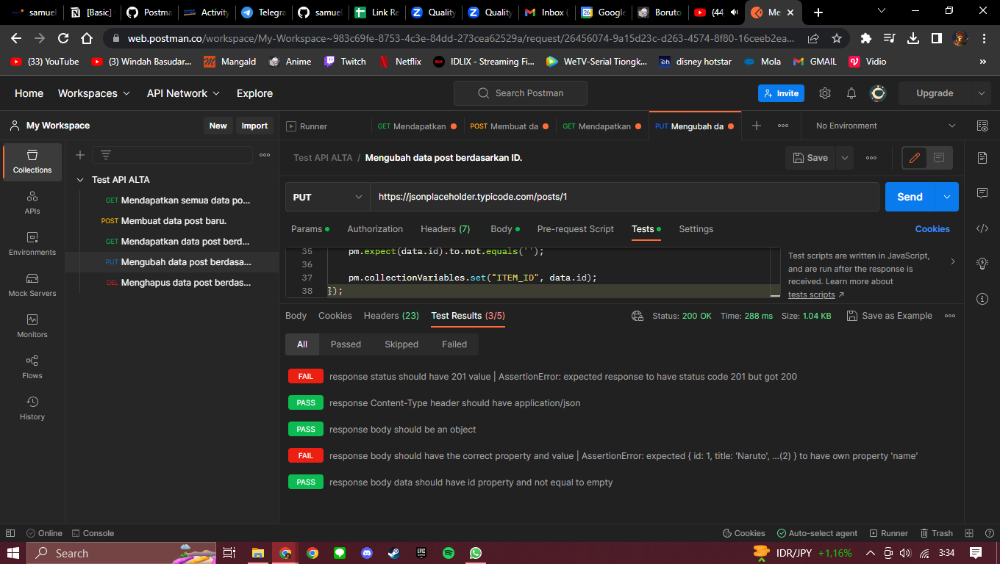 samuel
[Basic]
Postma
Activity
Telegra
samuel
Link Re
Quality
Quality
Inbox (
Google
Boruto
(44
Me
web.postman.co/workspace/My-Workspace~983c69fe-8753-4c3e-84dd-273cea62529a/request/26456074-9a15d23c-d263-4574-8f80-16ceeb2ea...
(33) YouTube
(3) Windah Basudar...
Mangald
Anime
Twitch
Netflix
IDLIX - Streaming Fi...
WeTV-Serial Tiongk...
disney hotstar
Mola
GMAIL
Vidio
»
Home
Workspaces
API Network
Explore
Search Postman
Invite
Upgrade
My Workspace
New
Import
Runner
GET Mendapatkan
POST Membuat da
GET Mendapatkan
PUT Mengubah da
No Environment
Collections
APIs
Environments
Mock Servers
Monitors
Flows
History
Test API ALTA
GET Mendapatkan semua data po...
POST Membuat data post baru.
GET Mendapatkan data post berd...
PUT Mengubah data post berdasa...
DEL Menghapus data post berdas...
Test API ALTA / Mengubah data post berdasarkan ID.
Save
PUT
https://jsonplaceholder.typicode.com/posts/1
Send
Params
Authorization
Headers (7)
Body
Pre-request Script
Tests
Settings
Cookies
35 pm.expect(data.id).to.not.equals('');
36
37 pm.collectionVariables.set("ITEM_ID", data.id);
38 });
Test scripts are written in JavaScript,
and are run after the response is
received. Learn more about
tests scripts ↗
Body
Cookies
Headers (23)
Test Results (3/5)
Status: 200 OK
Time: 288 ms
Size: 1.04 KB
Save as Example
All
Passed
Skipped
Failed
FAIL response status should have 201 value | AssertionError: expected response to have status code 201 but got 200
PASS response Content-Type header should have application/json
PASS response body should be an object
FAIL response body should have the correct property and value | AssertionError: expected { id: 1, title: 'Naruto', ...(2) } to have own property 'name'
PASS response body data should have id property and not equal to empty
Online
Console
Cookies
Auto-select agent
Runner
Trash
Search
EPIC
IDR/JPY +1,16%
3:34